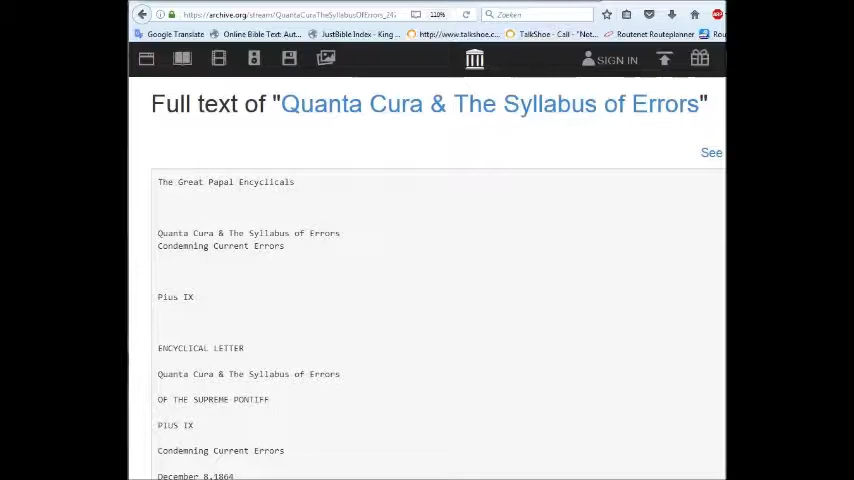 https://archive.org/stream/QuantaCuraTheSyllabusOfErrors_247
110%
Zoeken
Google Translate
Online Bible Text: Aut...
JustBible Index - King ...
http://www.talkshoe.c...
TalkShoe - Call - "Not...
Routenet Routeplanner
Rou
SIGN IN
Full text of "Quanta Cura & The Syllabus of Errors"
See
The Great Papal Encyclicals
Quanta Cura & The Syllabus of Errors
Condemning Current Errors
Pius IX
ENCYCLICAL LETTER
Quanta Cura & The Syllabus of Errors
OF THE SUPREME PONTIFF
PIUS IX
Condemning Current Errors
December 8,1864